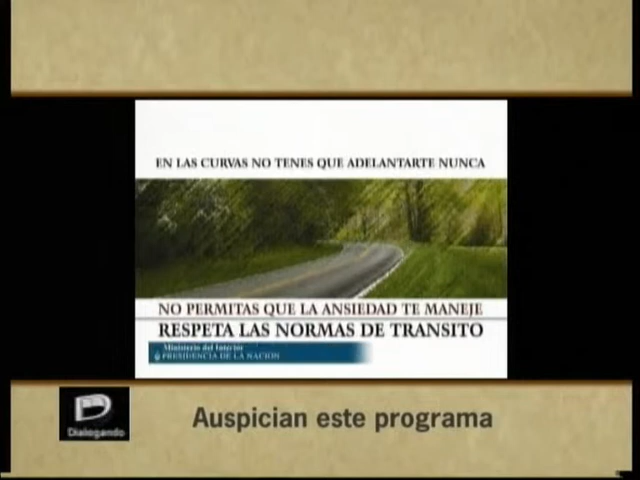 EN LAS CURVAS NO TENES QUE ADELANTARTE NUNCA
NO PERMITAS QUE LA ANSIEDAD TE MANEJE
RESPETA LAS NORMAS DE TRANSITO
Ministerio del Interior
PRESIDENCIA DE LA NACION
Dialogando
Auspician este programa